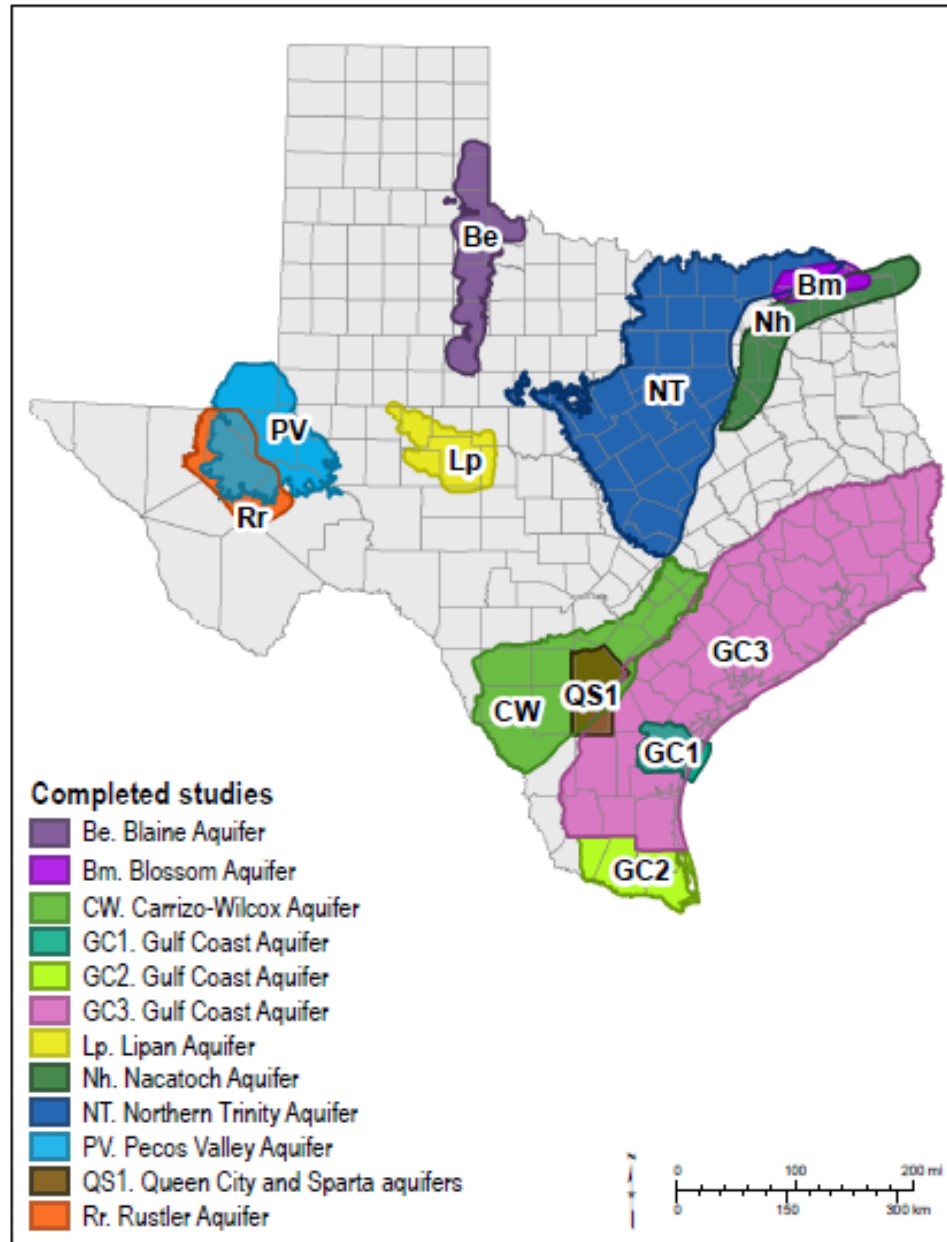 Be
Bm
Nh
NT
PV
Lp
Rr
GC3
QS1
CW
GC1
GC2
Completed studies
Be. Blaine Aquifer
Bm. Blossom Aquifer
CW. Carrizo-Wilcox Aquifer
GC1. Gulf Coast Aquifer
GC2. Gulf Coast Aquifer
GC3. Gulf Coast Aquifer
Lp. Lipan Aquifer
Nh. Nacatoch Aquifer
NT. Northern Trinity Aquifer
PV. Pecos Valley Aquifer
QS1. Queen City and Sparta aquifers
Rr. Rustler Aquifer
0 100 200 mi
0 150 300 km